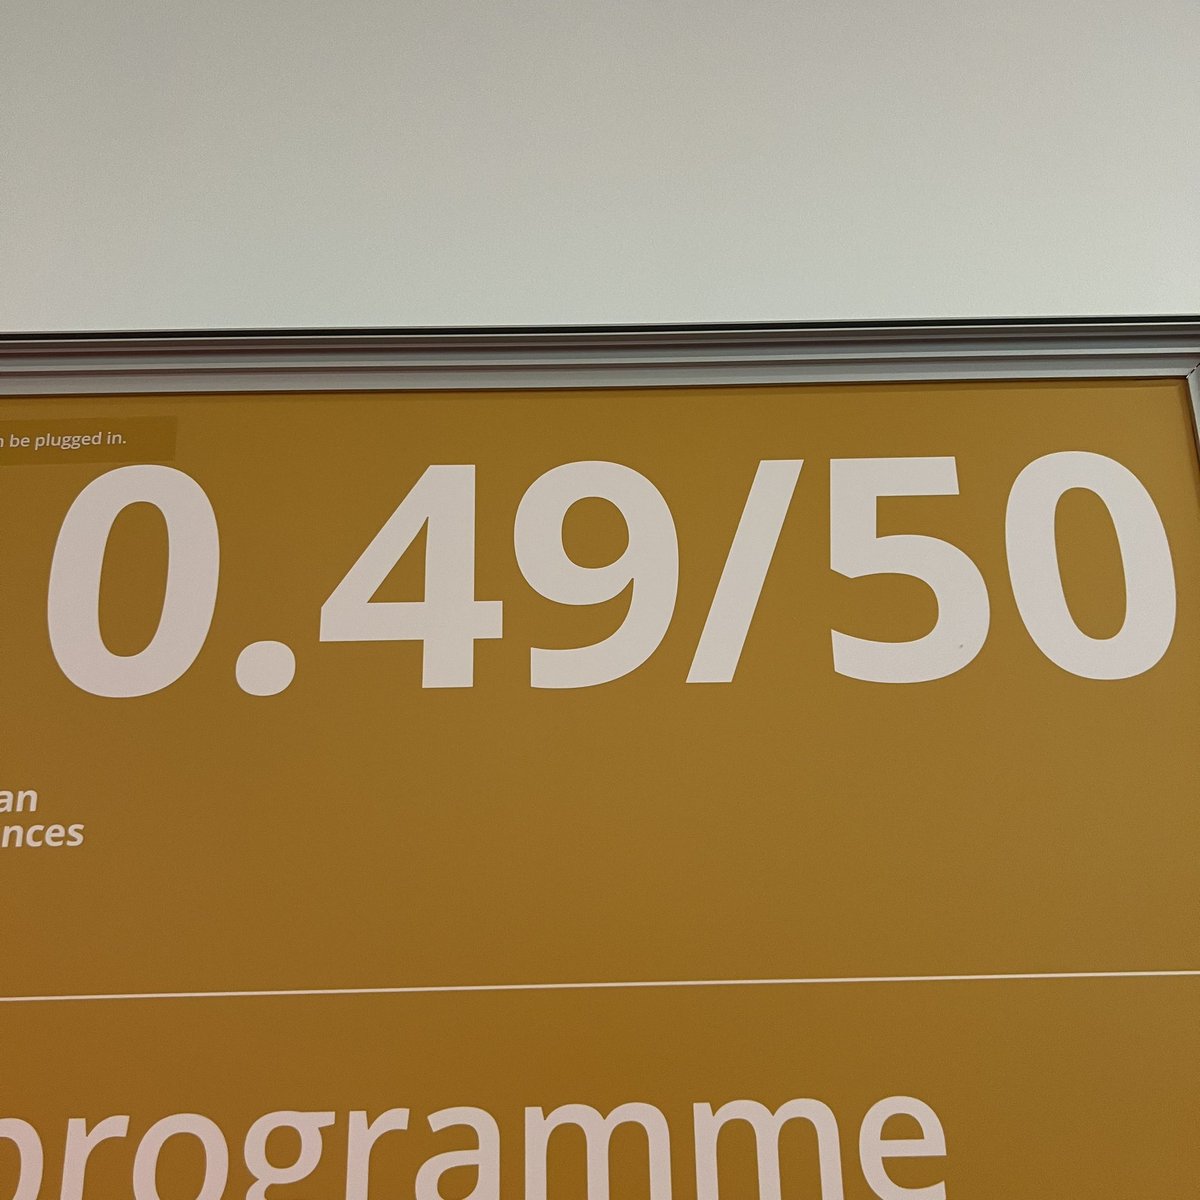 be plugged in.
0.49/50
an
nces
programme